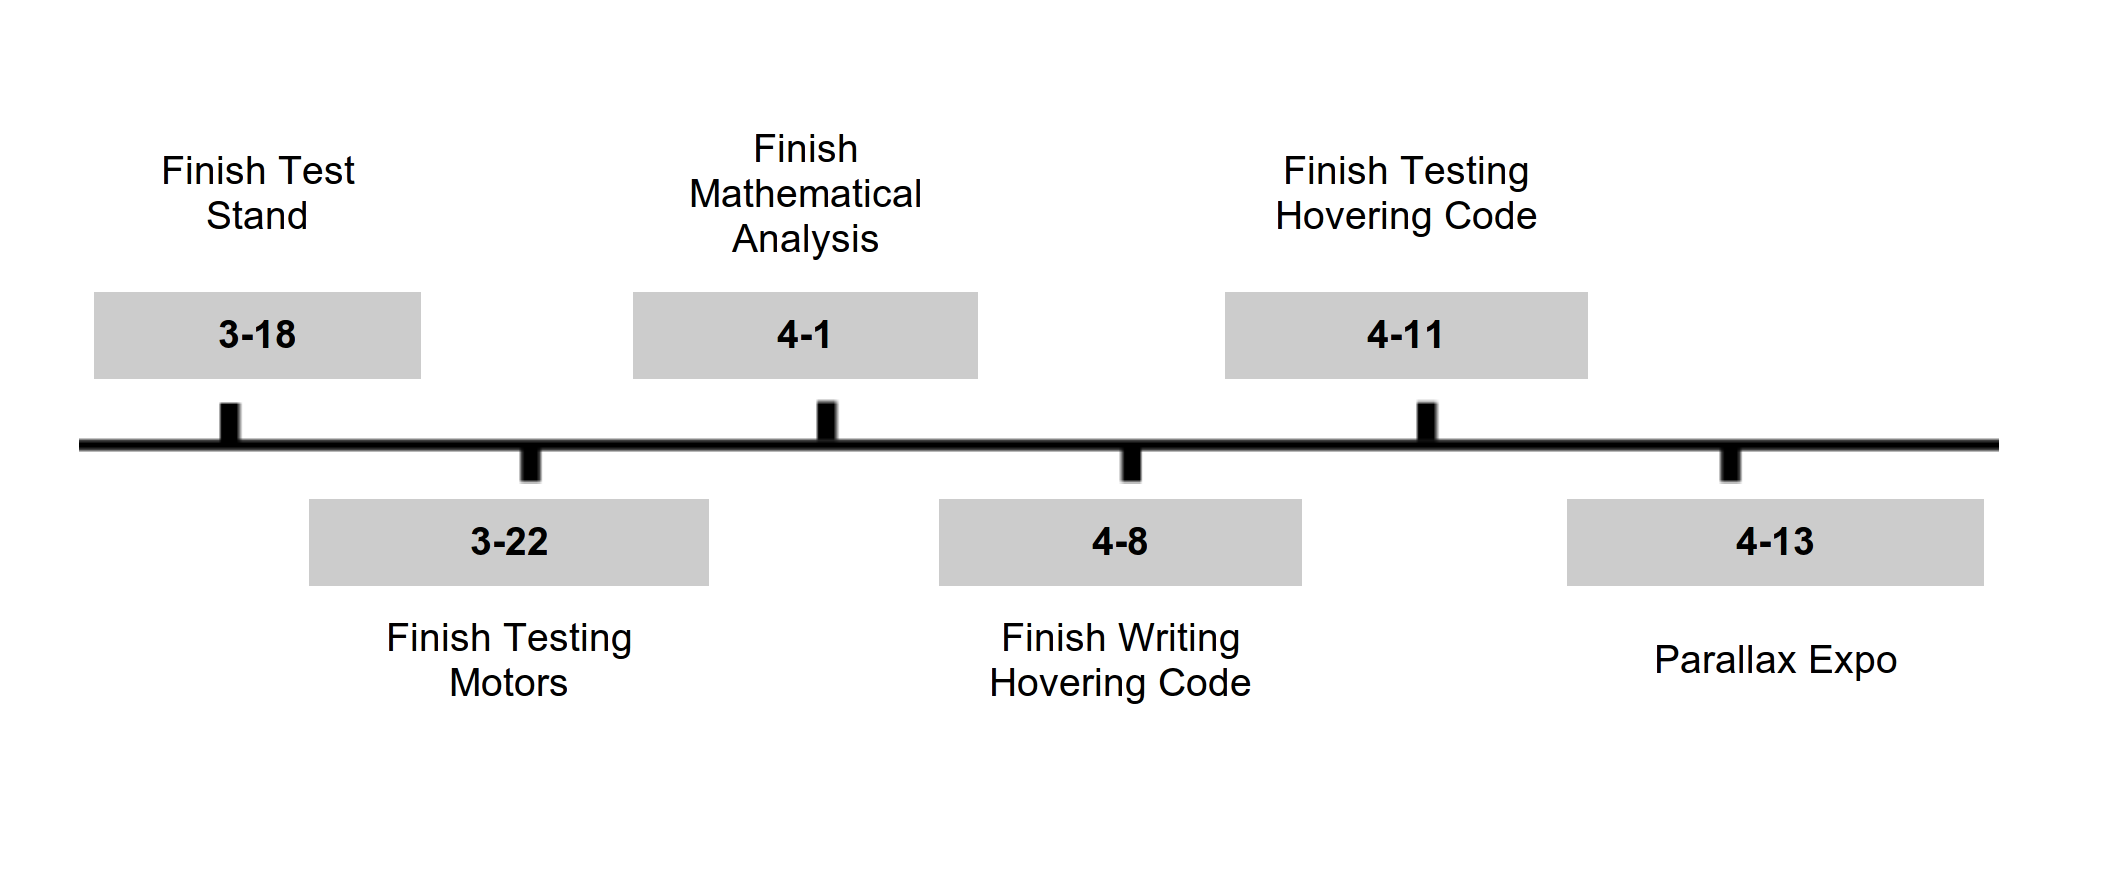 Finish Test
Stand
3-18
Finish Testing
Motors
3-22
Finish
Mathematical
Analysis
4-1
Finish Writing
Hovering Code
4-8
Finish Testing
Hovering Code
4-11
Parallax Expo
4-13